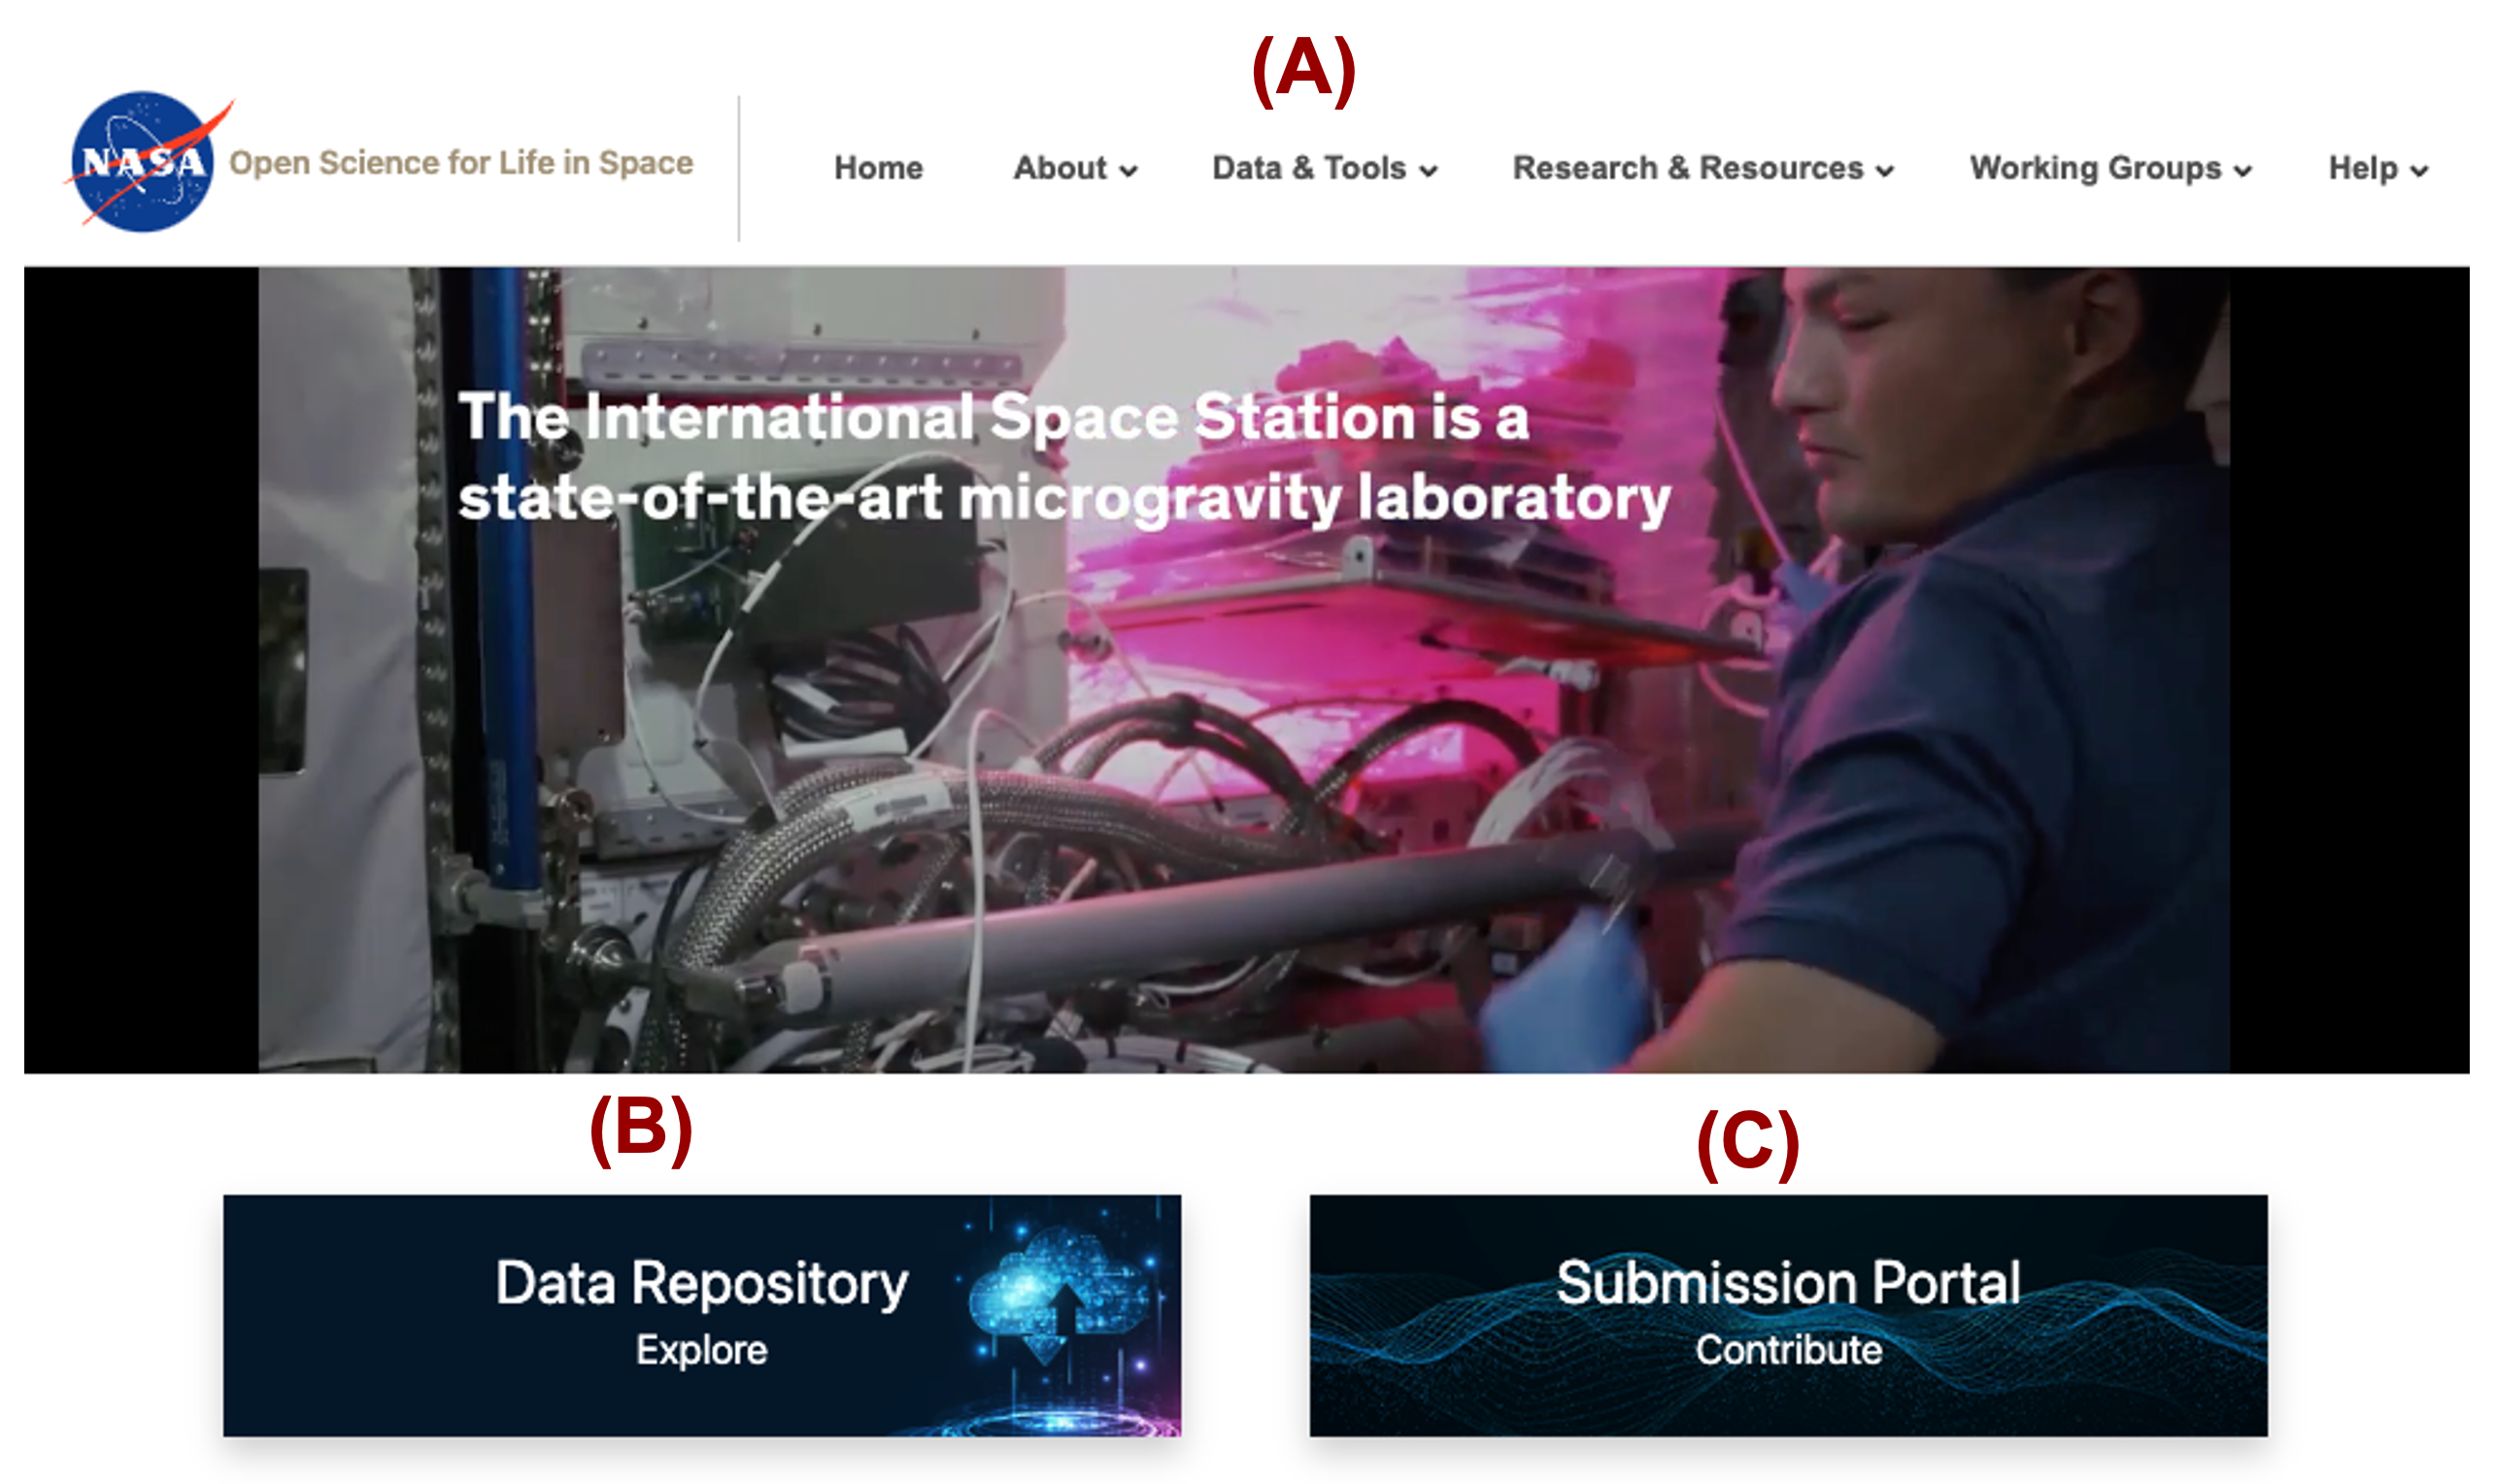 (A)
NASA
Open Science for Life in Space
Home About Data & Tools Research & Resources Working Groups Help
The International Space Station is a
state-of-the-art microgravity laboratory
(B)
(C)
Data Repository
Explore
Submission Portal
Contribute